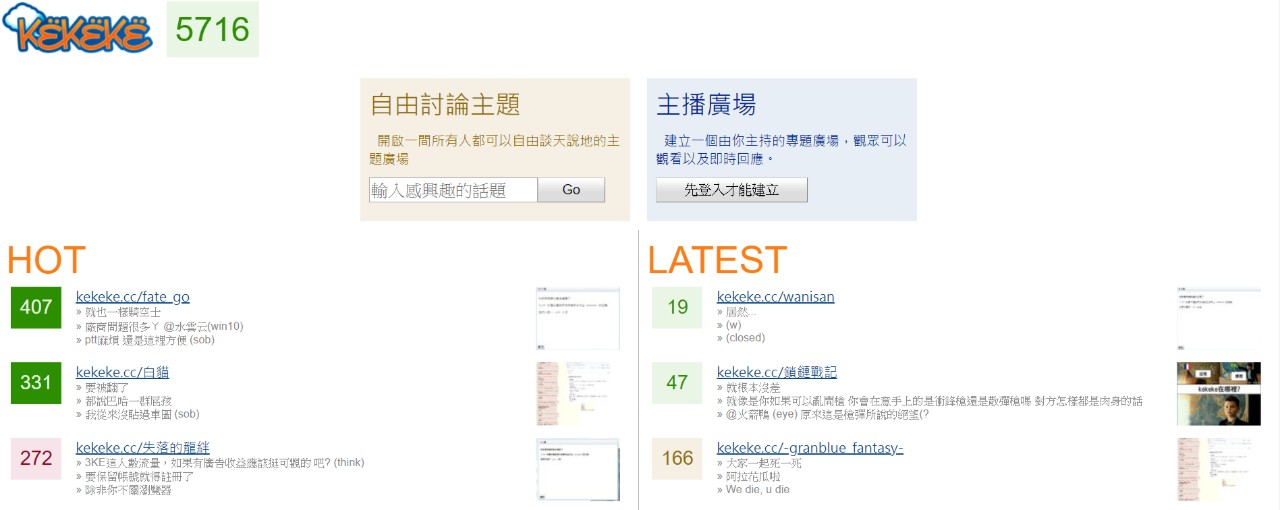 KËKËKË
5716
自由討論主題
開啟一間所有人都可以自由談天說地的主
題廣場
輸入感興趣的話題
Go
主播廣場
建立一個由你主持的專題廣場，觀眾可以
觀看以及即時回應。
先登入才能建立
HOT
407
kekeke.cc/fate_go
» 就也一樣騎空士
» 廠商問題很多ㄚ @水雲云(win10)
» ptt麻煩 還是這裡方便 (sob)
331
kekeke.cc/白貓
» 要被翻了
» 都說巴哈一群屁孩
» 我從來沒貼過車圖 (sob)
272
kekeke.cc/失落的龍絆
» 3KE這人數流量，如果有廣告收益應該挺可觀的 吧? (think)
» 要保留帳號就得註冊了
» 除非你不關瀏覽器
LATEST
19
kekeke.cc/wanisan
» 居然...
» (w)
» (closed)
47
kekeke.cc/鎖鏈戰記
» 就根本沒差
» 就像是你如果可以亂開槍 你會在意手上的是衝鋒槍還是散彈槍嗎 對方怎樣都是肉身的話
» @火箭鴨 (eye) 原來這是槍彈所說的絕望(?
kekeke在哪裡?
166
kekeke.cc/-granblue_fantasy-
» 大家一起死一死
» 阿拉花瓜啦
» We die, u die